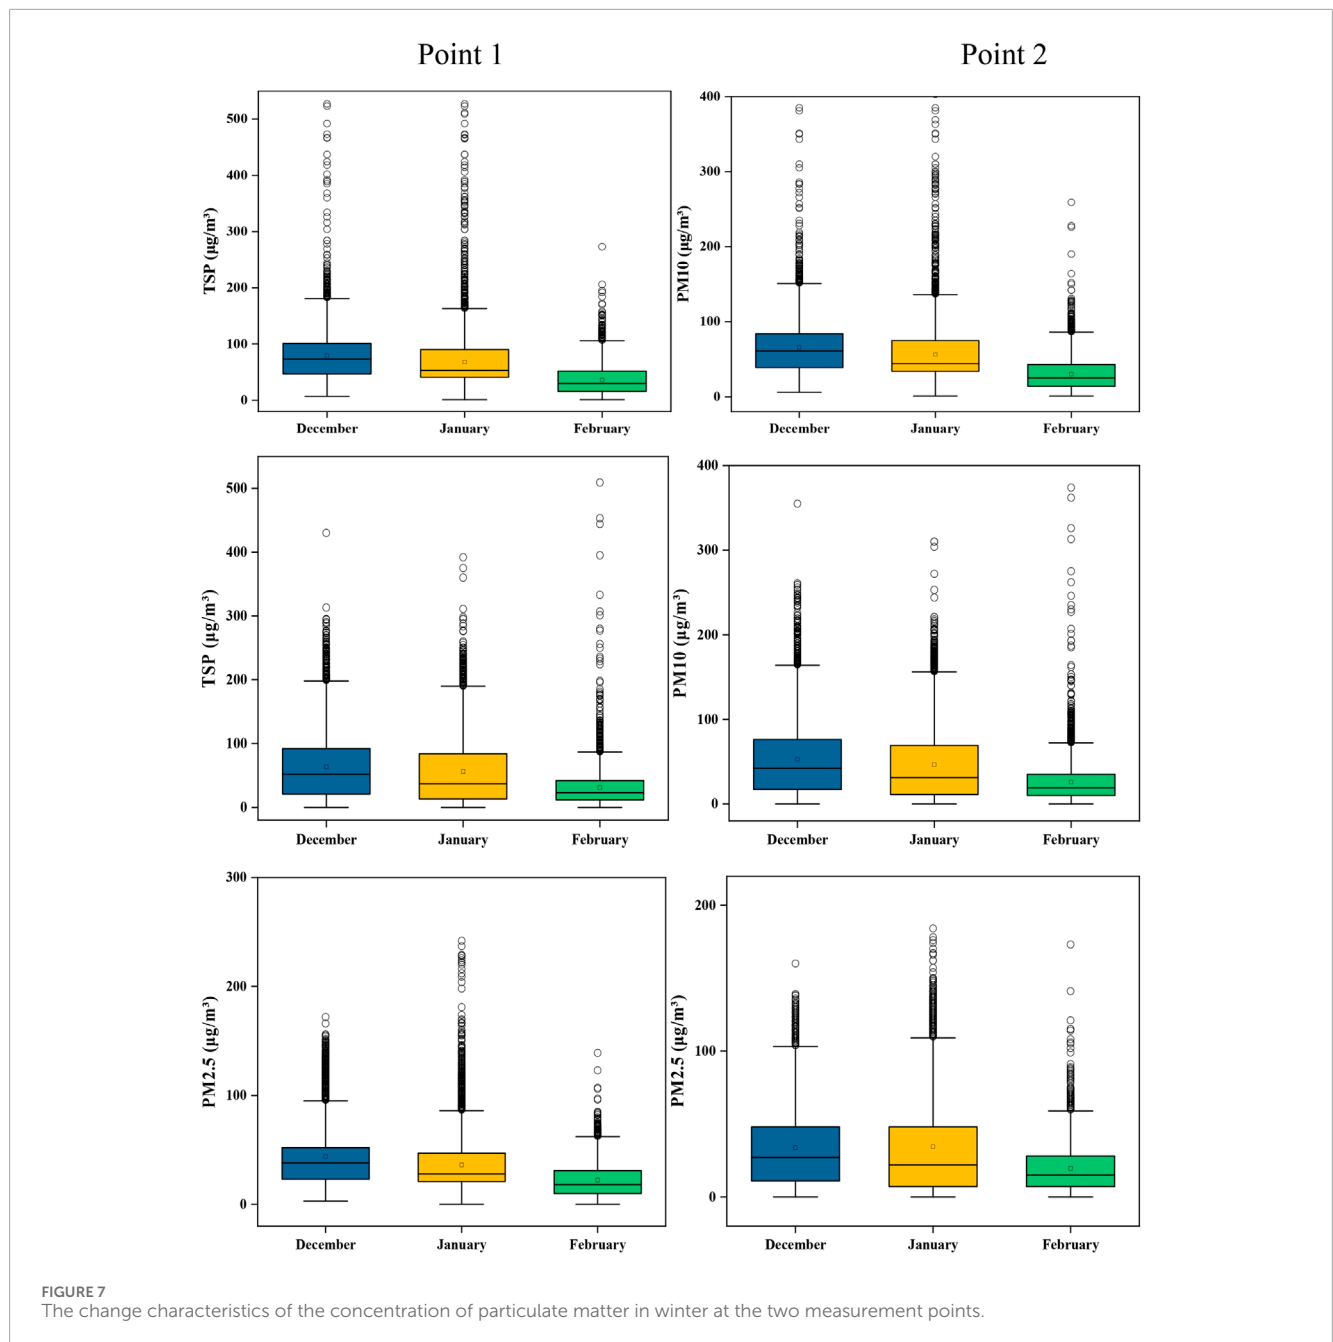 Point 1
Point 2
TSP (μg/m³)
500
400
300
200
100
0
December January February
PM10 (μg/m³)
400
300
200
100
0
December January February
TSP (μg/m³)
500
400
300
200
100
0
December January February
PM10 (μg/m³)
400
300
200
100
0
December January February
PM2.5 (μg/m³)
300
200
100
0
December January February
PM2.5 (μg/m³)
200
100
0
December January February
FIGURE 7
The change characteristics of the concentration of particulate matter in winter at the two measurement points.